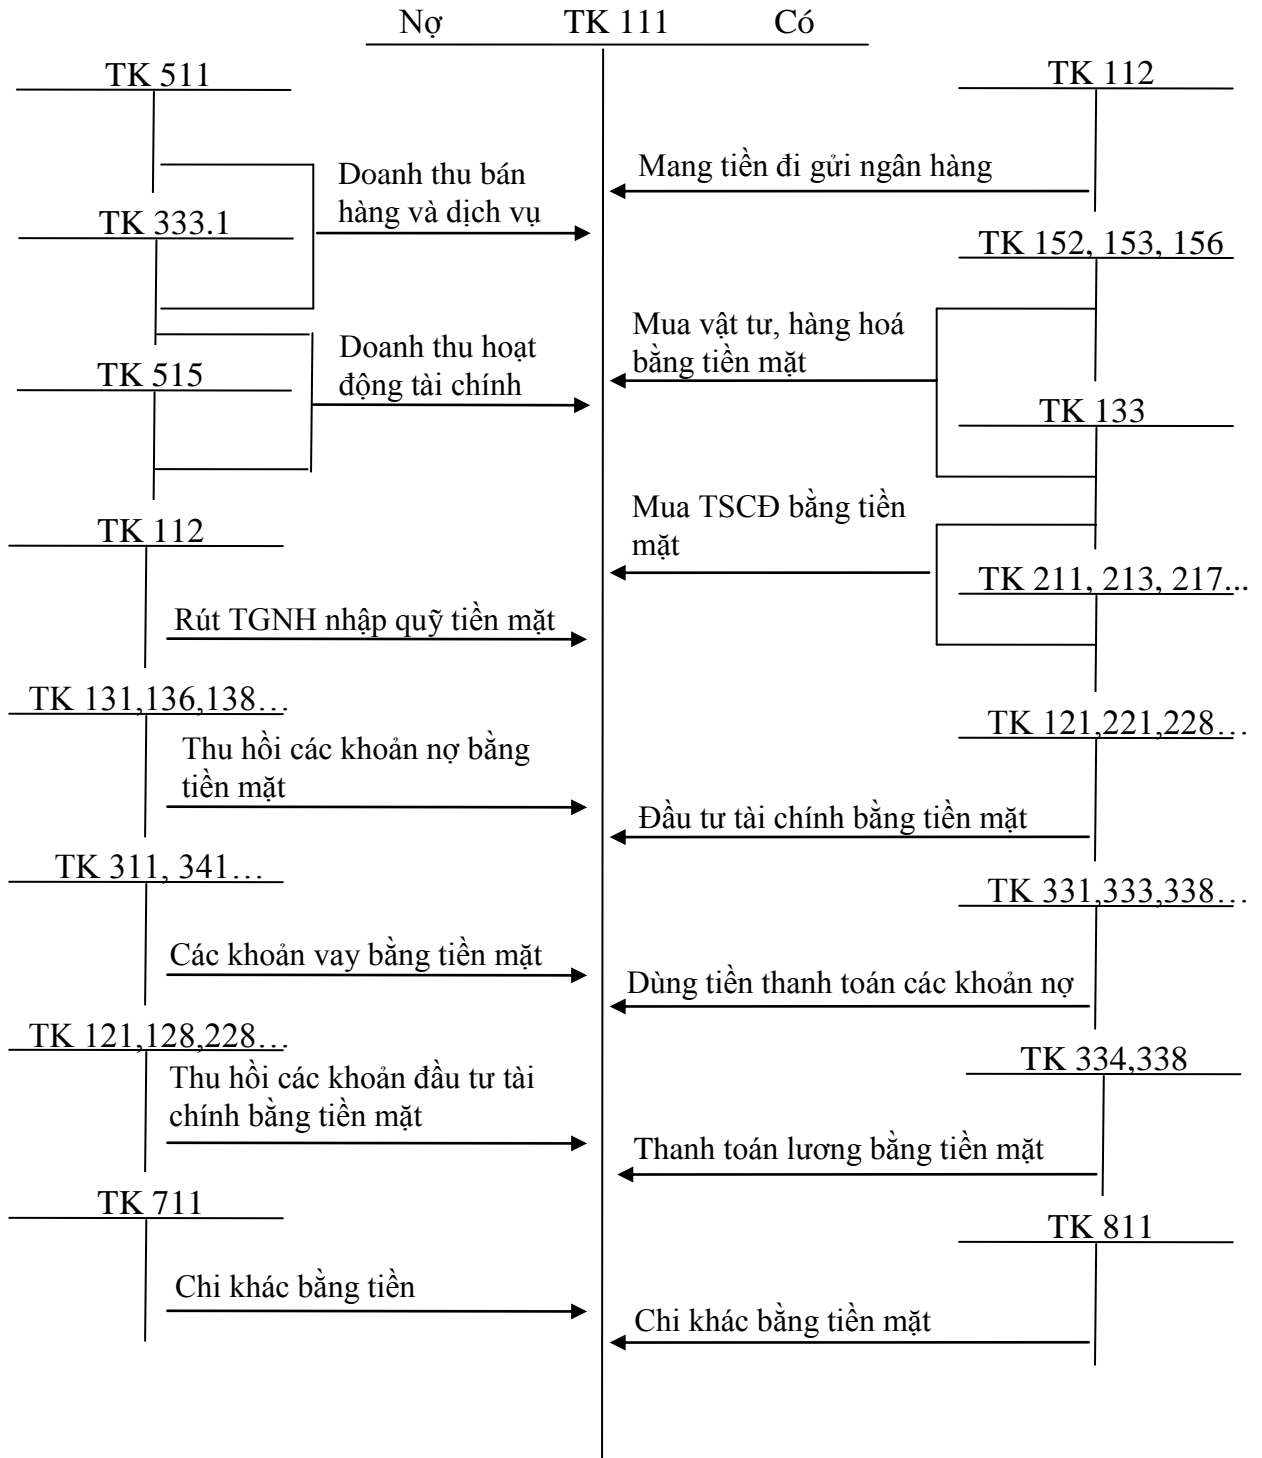 Nợ TK 111 Có
TK 511
Doanh thu bán
hàng và dịch vụ
TK 333.1
Doanh thu hoạt
động tài chính
TK 515
TK 112
Rút TGNH nhập quỹ tiền mặt
TK 131,136,138…
Thu hồi các khoản nợ bằng
tiền mặt
TK 311, 341…
Các khoản vay bằng tiền mặt
TK 121,128,228…
Thu hồi các khoản đầu tư tài
chính bằng tiền mặt
TK 711
Chi khác bằng tiền
TK 112
Mang tiền đi gửi ngân hàng
TK 152, 153, 156
Mua vật tư, hàng hoá
bằng tiền mặt
TK 133
Mua TSCĐ bằng tiền
mặt
TK 211, 213, 217...
TK 121,221,228…
Đầu tư tài chính bằng tiền mặt
TK 331,333,338…
Dùng tiền thanh toán các khoản nợ
TK 334,338
Thanh toán lương bằng tiền mặt
TK 811
Chi khác bằng tiền mặt